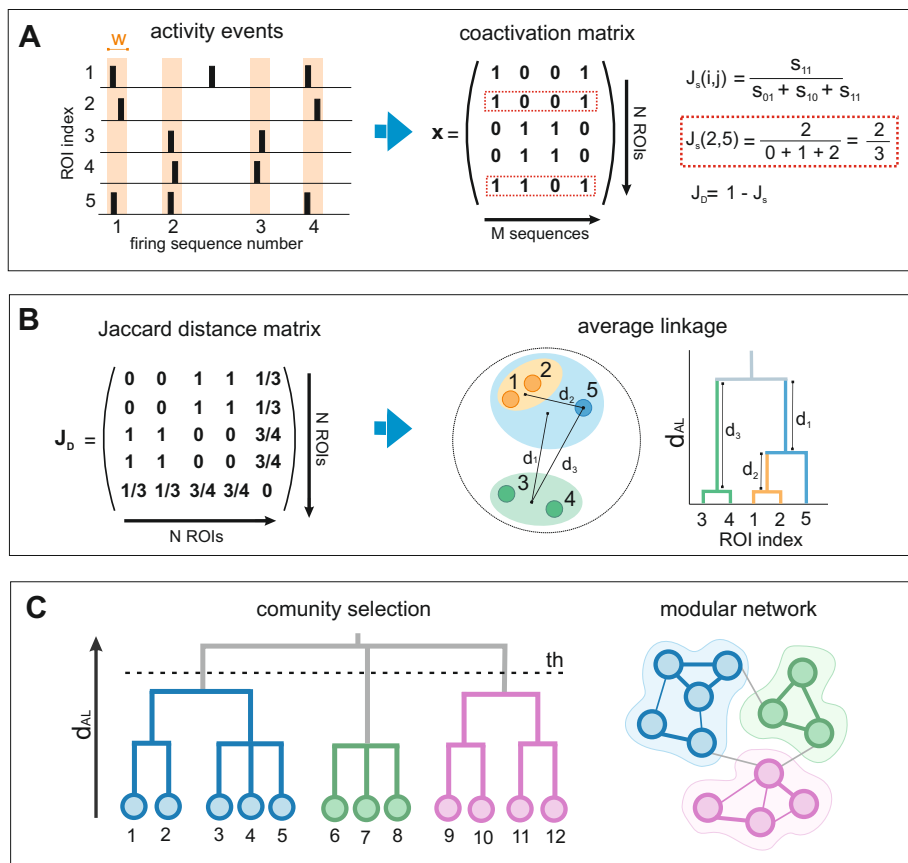 A
activity events
w
ROI index
1
2
3
4
5
1 2 3 4
firing sequence number
coactivation matrix
x =
1 0 0 1
1 0 0 1
0 1 1 0
0 1 1 0
1 1 0 1
N ROIs
M sequences
Js(i,j) = s11 / s01 + s10 + s11
Js(2,5) = 2 / 0 + 1 + 2 = 2 / 3
JD = 1 - Js
B
Jaccard distance matrix
JD =
0 0 1 1 1/3
0 0 1 1 1/3
1 1 0 0 3/4
1 1 0 0 3/4
1/3 1/3 3/4 3/4 0
N ROIs
N ROIs
average linkage
1 2 5
d2
d1 d3
3 4
dAL
d3 d1
d2
3 4 1 2 5
ROI index
C
comunity selection
dAL
th
1 2 3 4 5 6 7 8 9 10 11 12
modular network